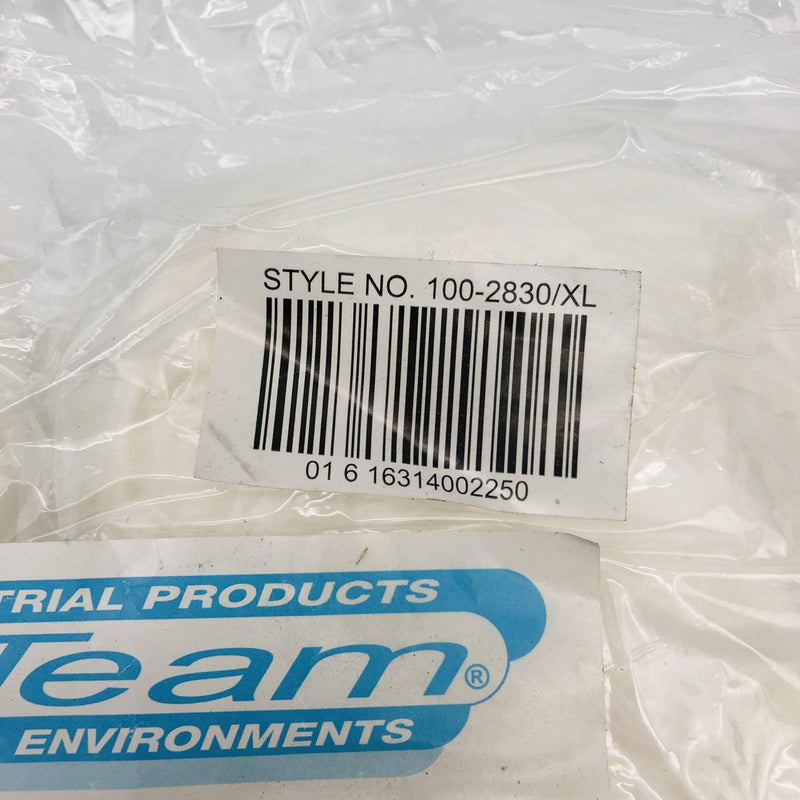 STYLE NO. 100-2830/XL
01 6 16314002250
TRIAL PRODUCTS
Team®
ENVIRONMENTS